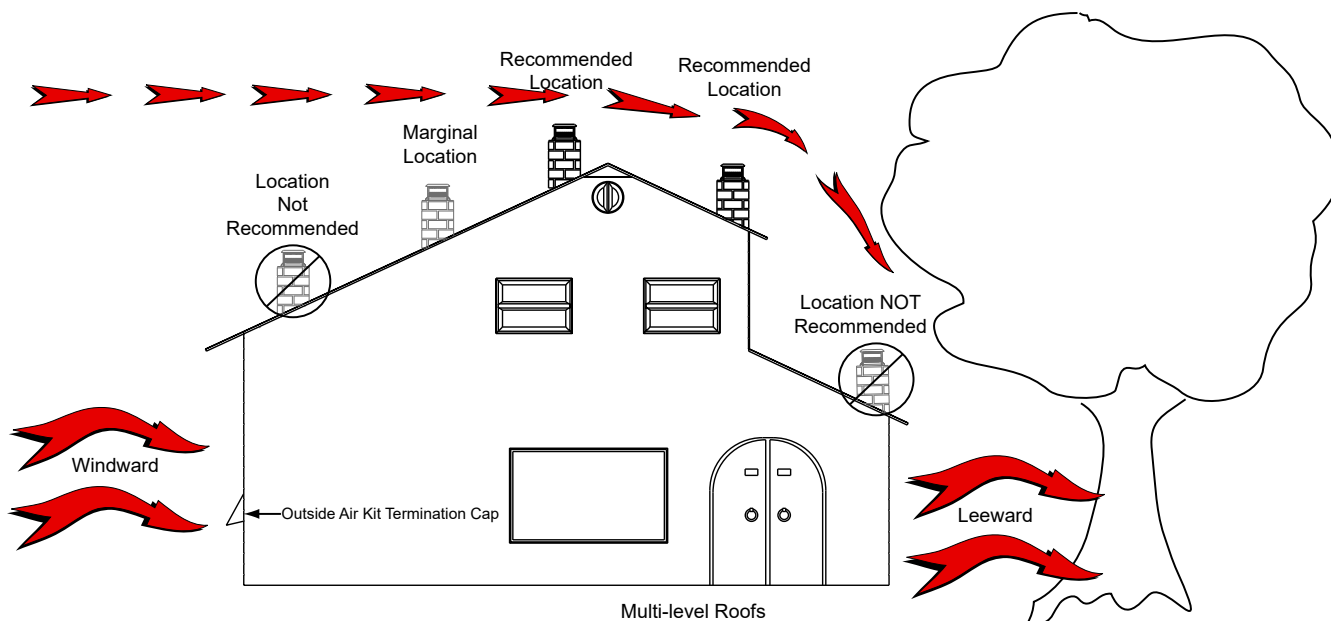 Recommended
Location
Recommended
Location
Marginal
Location
Location
Not
Recommended
Location NOT
Recommended
Windward
Outside Air Kit Termination Cap
Leeward
Multi-level Roofs